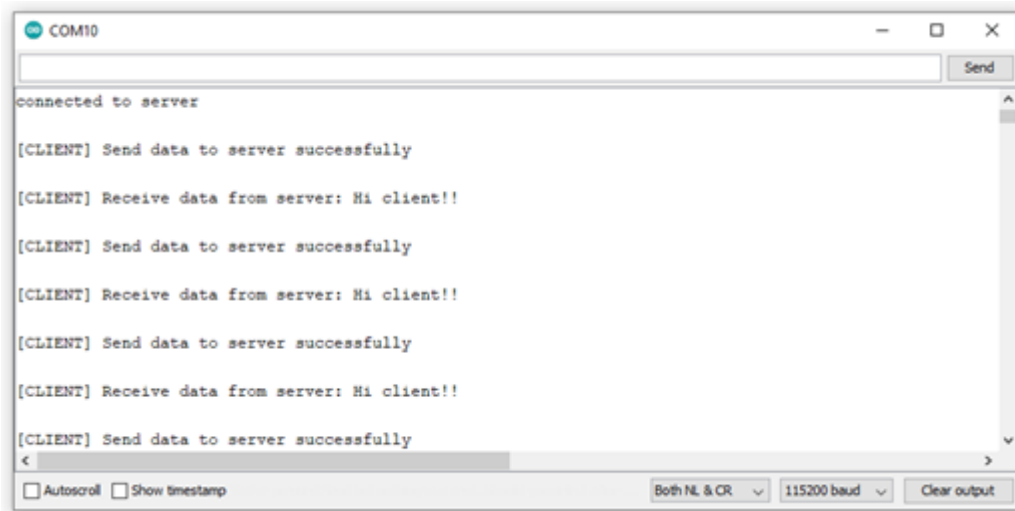 COM10
Send
connected to server
[CLIENT] Send data to server successfully
[CLIENT] Receive data from server: Hi client!!
[CLIENT] Send data to server successfully
[CLIENT] Receive data from server: Hi client!!
[CLIENT] Send data to server successfully
[CLIENT] Receive data from server: Hi client!!
[CLIENT] Send data to server successfully
Autoscroll Show timestamp Both NL & CR 115200 baud Clear output